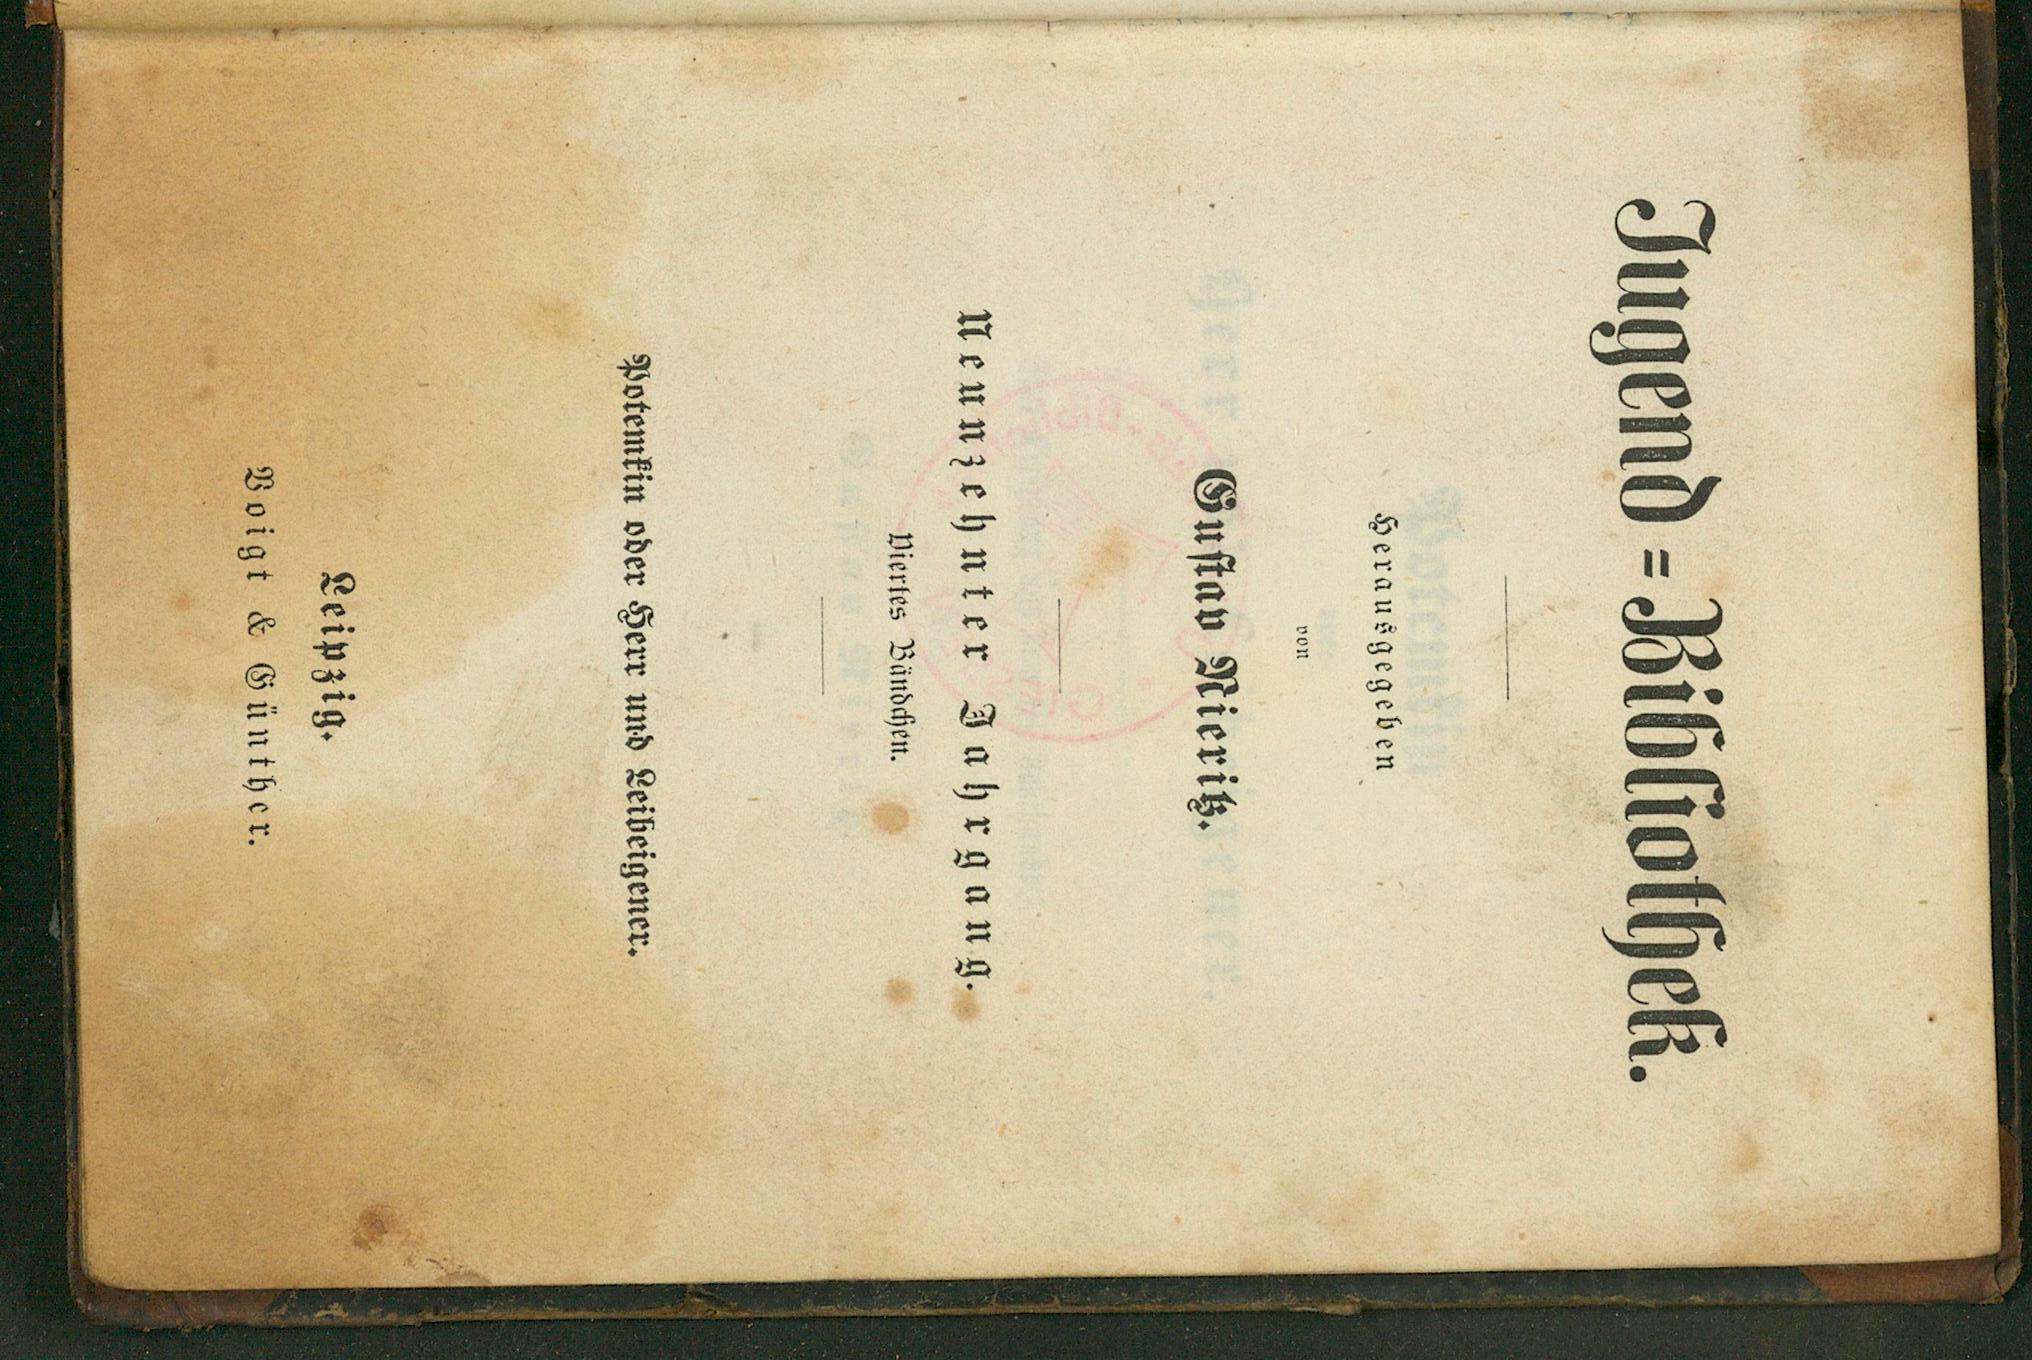 Jugend=Bibliothek.
Herausgegeben
von
Gustav Nieritz.
Neunzehnter Jahrgang.
Viertes Bändchen.
Potemkin oder Herr und Leibeigener.
Leipzig.
Voigt & Günther.